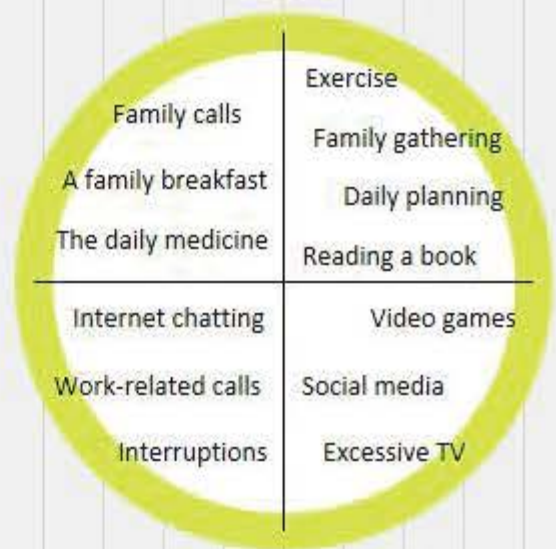 Family calls
A family breakfast
The daily medicine
Exercise
Family gathering
Daily planning
Reading a book
Internet chatting
Work-related calls
Interruptions
Video games
Social media
Excessive TV